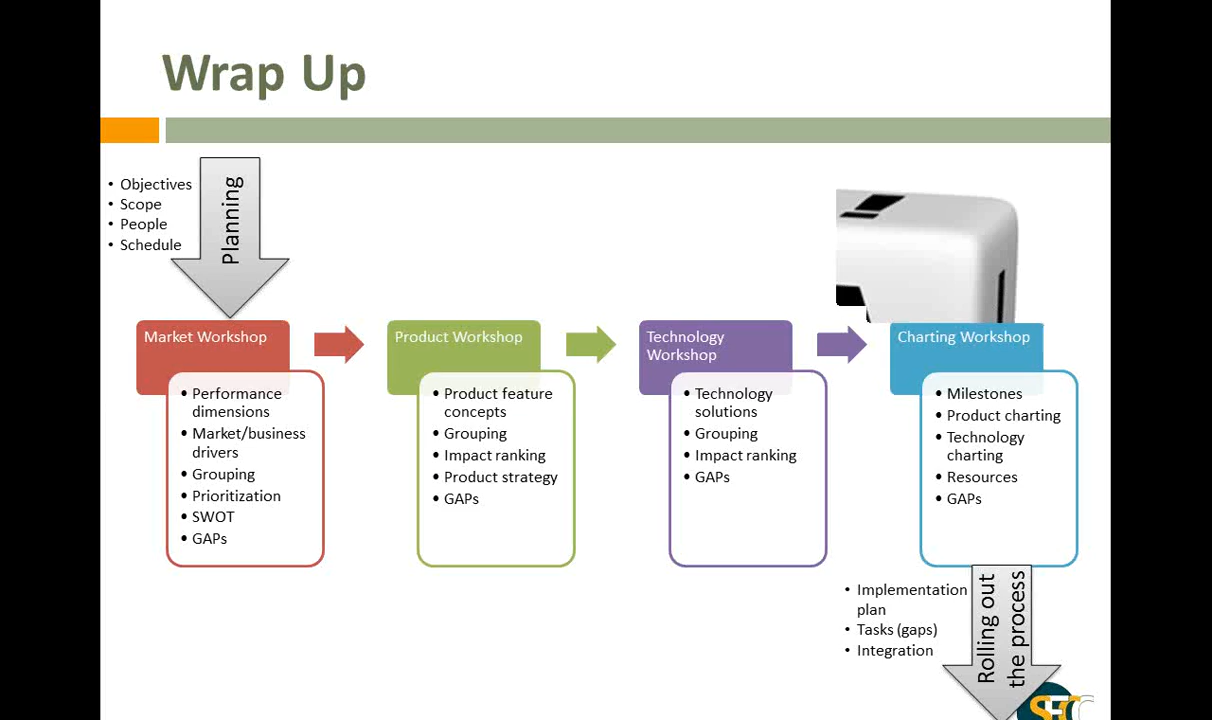 Wrap Up
• Objectives
• Scope
• People
• Schedule
Planning
Market Workshop
• Performance
dimensions
• Market/business
drivers
• Grouping
• Prioritization
• SWOT
• GAPs
Product Workshop
• Product feature
concepts
• Grouping
• Impact ranking
• Product strategy
• GAPs
Technology
Workshop
• Technology
solutions
• Grouping
• Impact ranking
• GAPs
Charting Workshop
• Milestones
• Product charting
• Technology
charting
• Resources
• GAPs
• Implementation
plan
• Tasks (gaps)
• Integration
Rolling out
the process